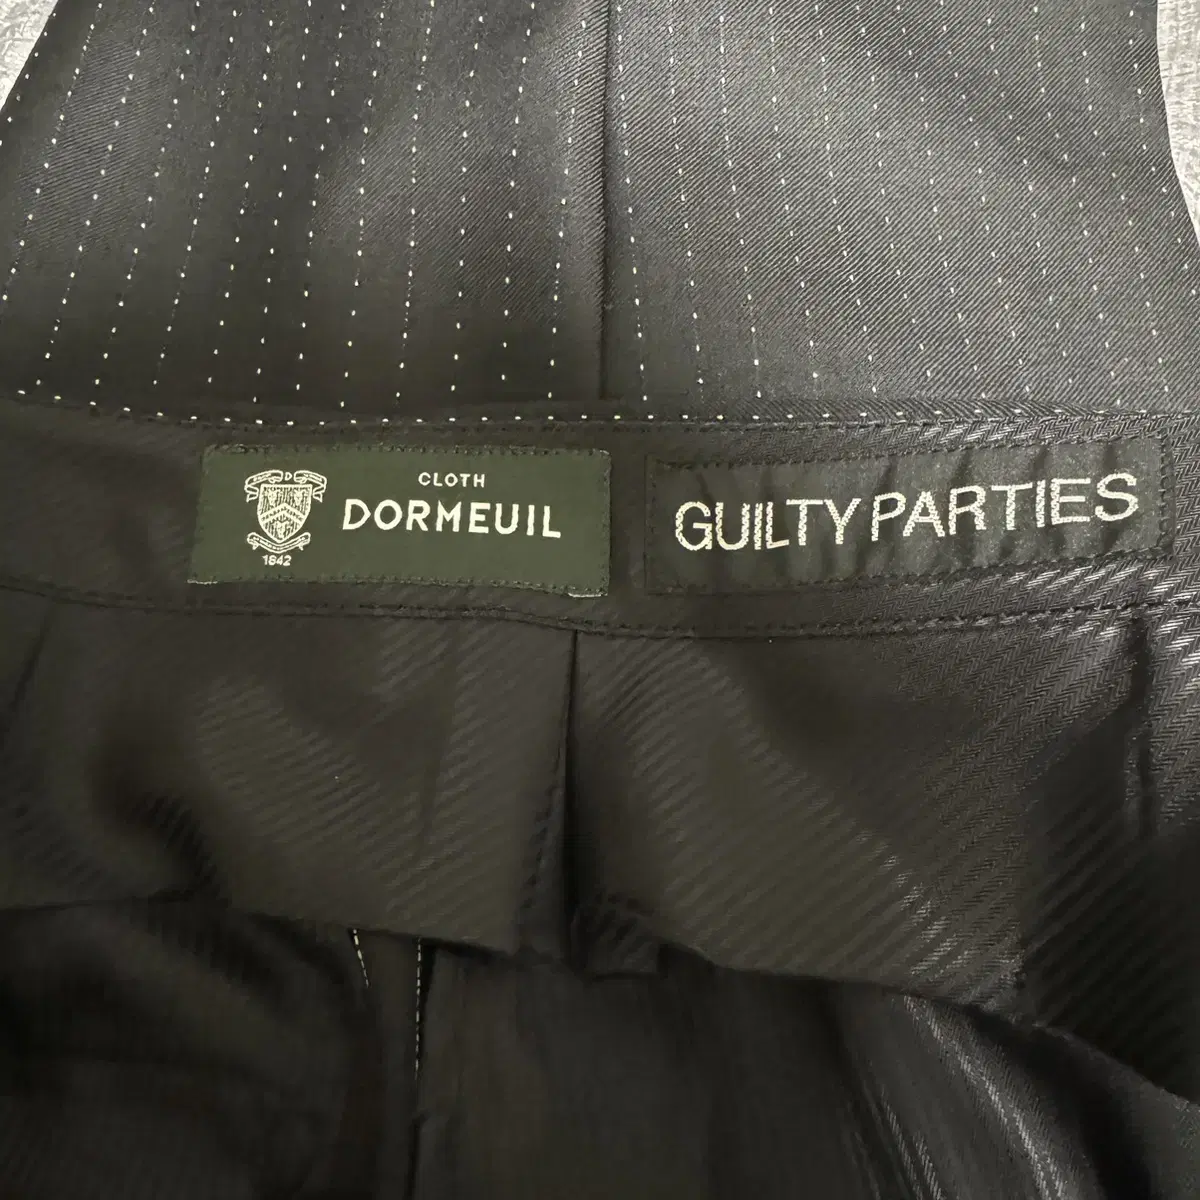 CLOTH
DORMEUIL
1842
GUILTY PARTIES